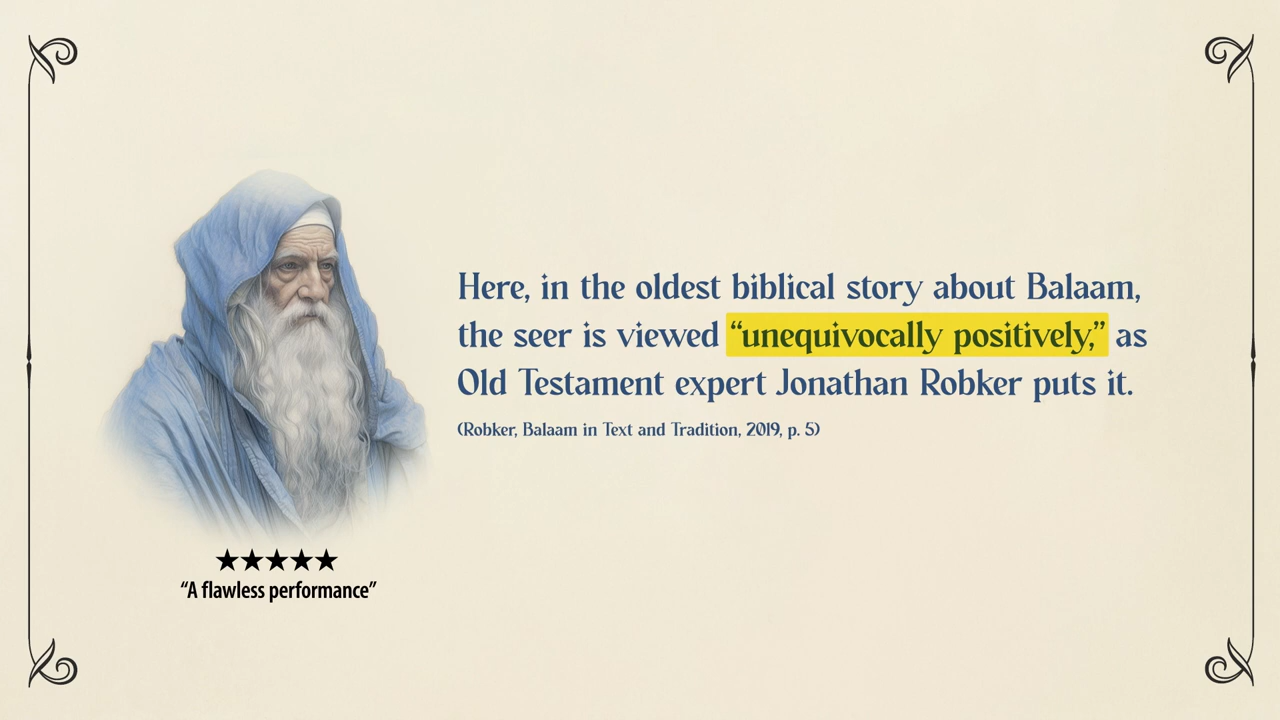 Here, in the oldest biblical story about Balaam,
the seer is viewed “unequivocally positively,” as
Old Testament expert Jonathan Robker puts it.
(Robker, Balaam in Text and Tradition, 2019, p. 5)
★★★★★
“A flawless performance”